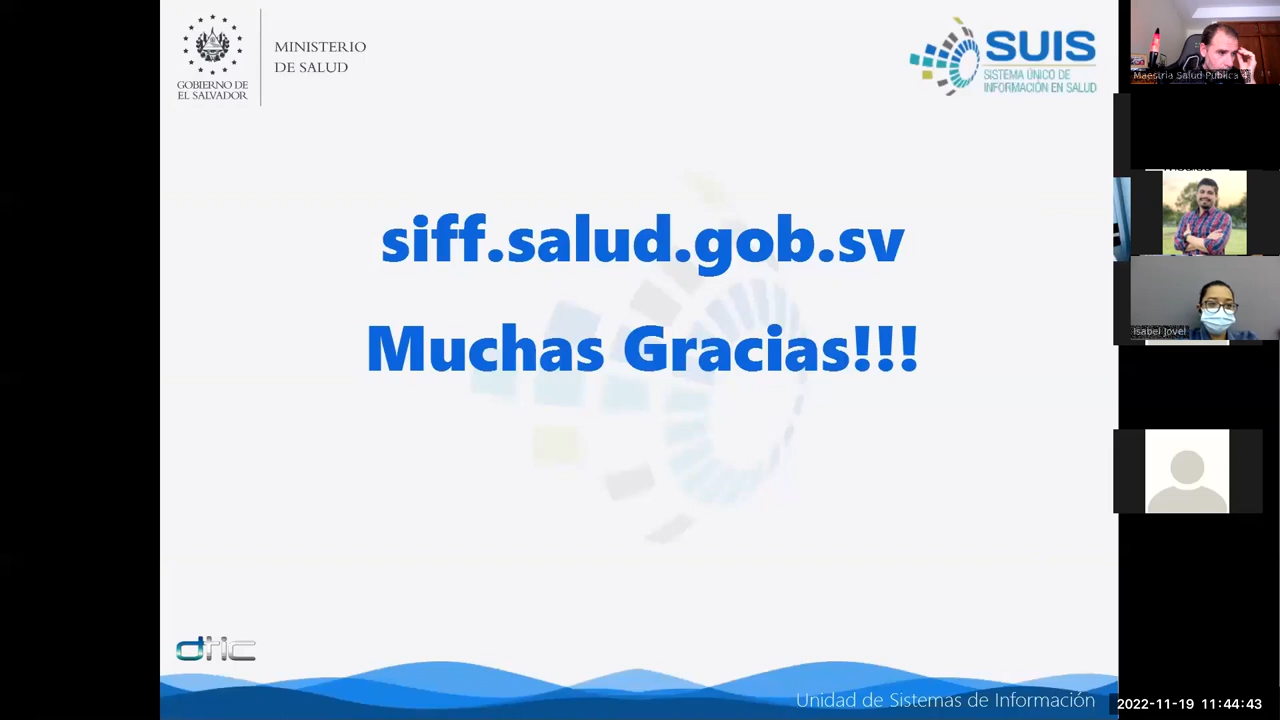 MINISTERIO
DE SALUD
GOBIERNO DE
EL SALVADOR
SUIS
SISTEMA ÚNICO DE
INFORMACIÓN EN SALUD
siff.salud.gob.sv
Muchas Gracias!!!
dtic
Unidad de Sistemas de Información
Maestria Salud Publica
Isabel Jovel
2022-11-19 11:44:43